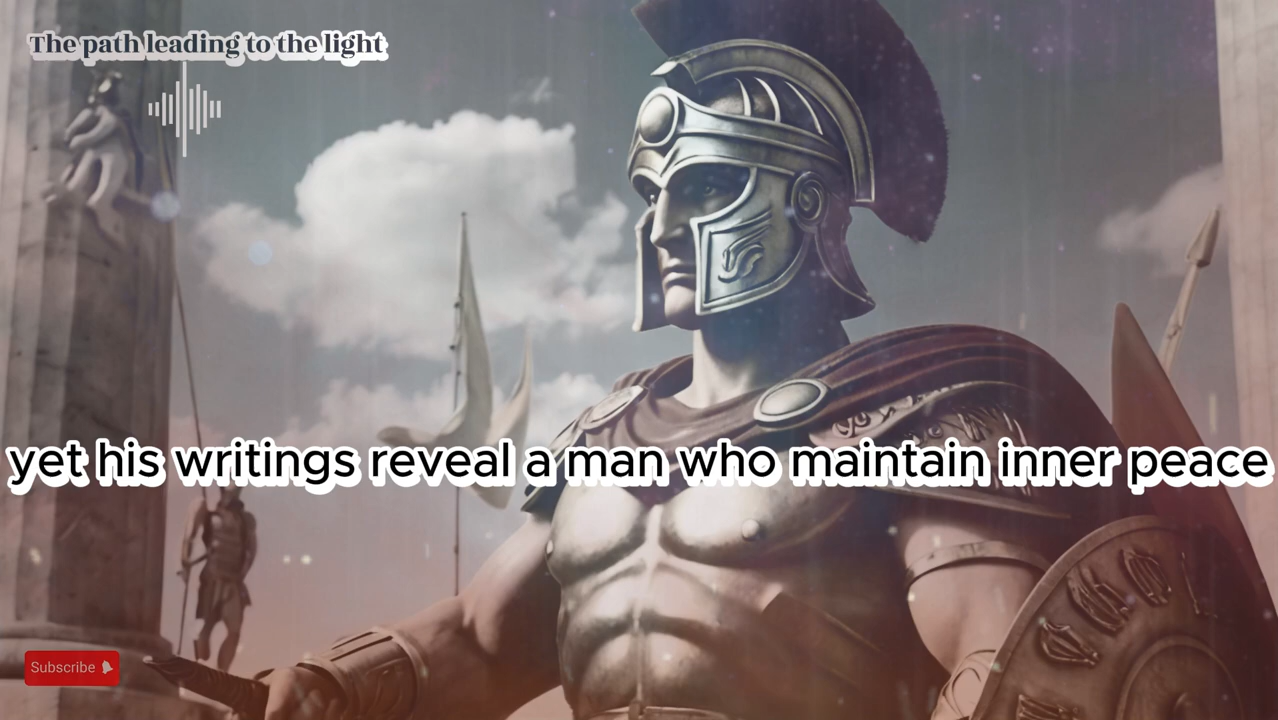 The path leading to the light
yet his writings reveal a man who maintain inner peace
Subscribe